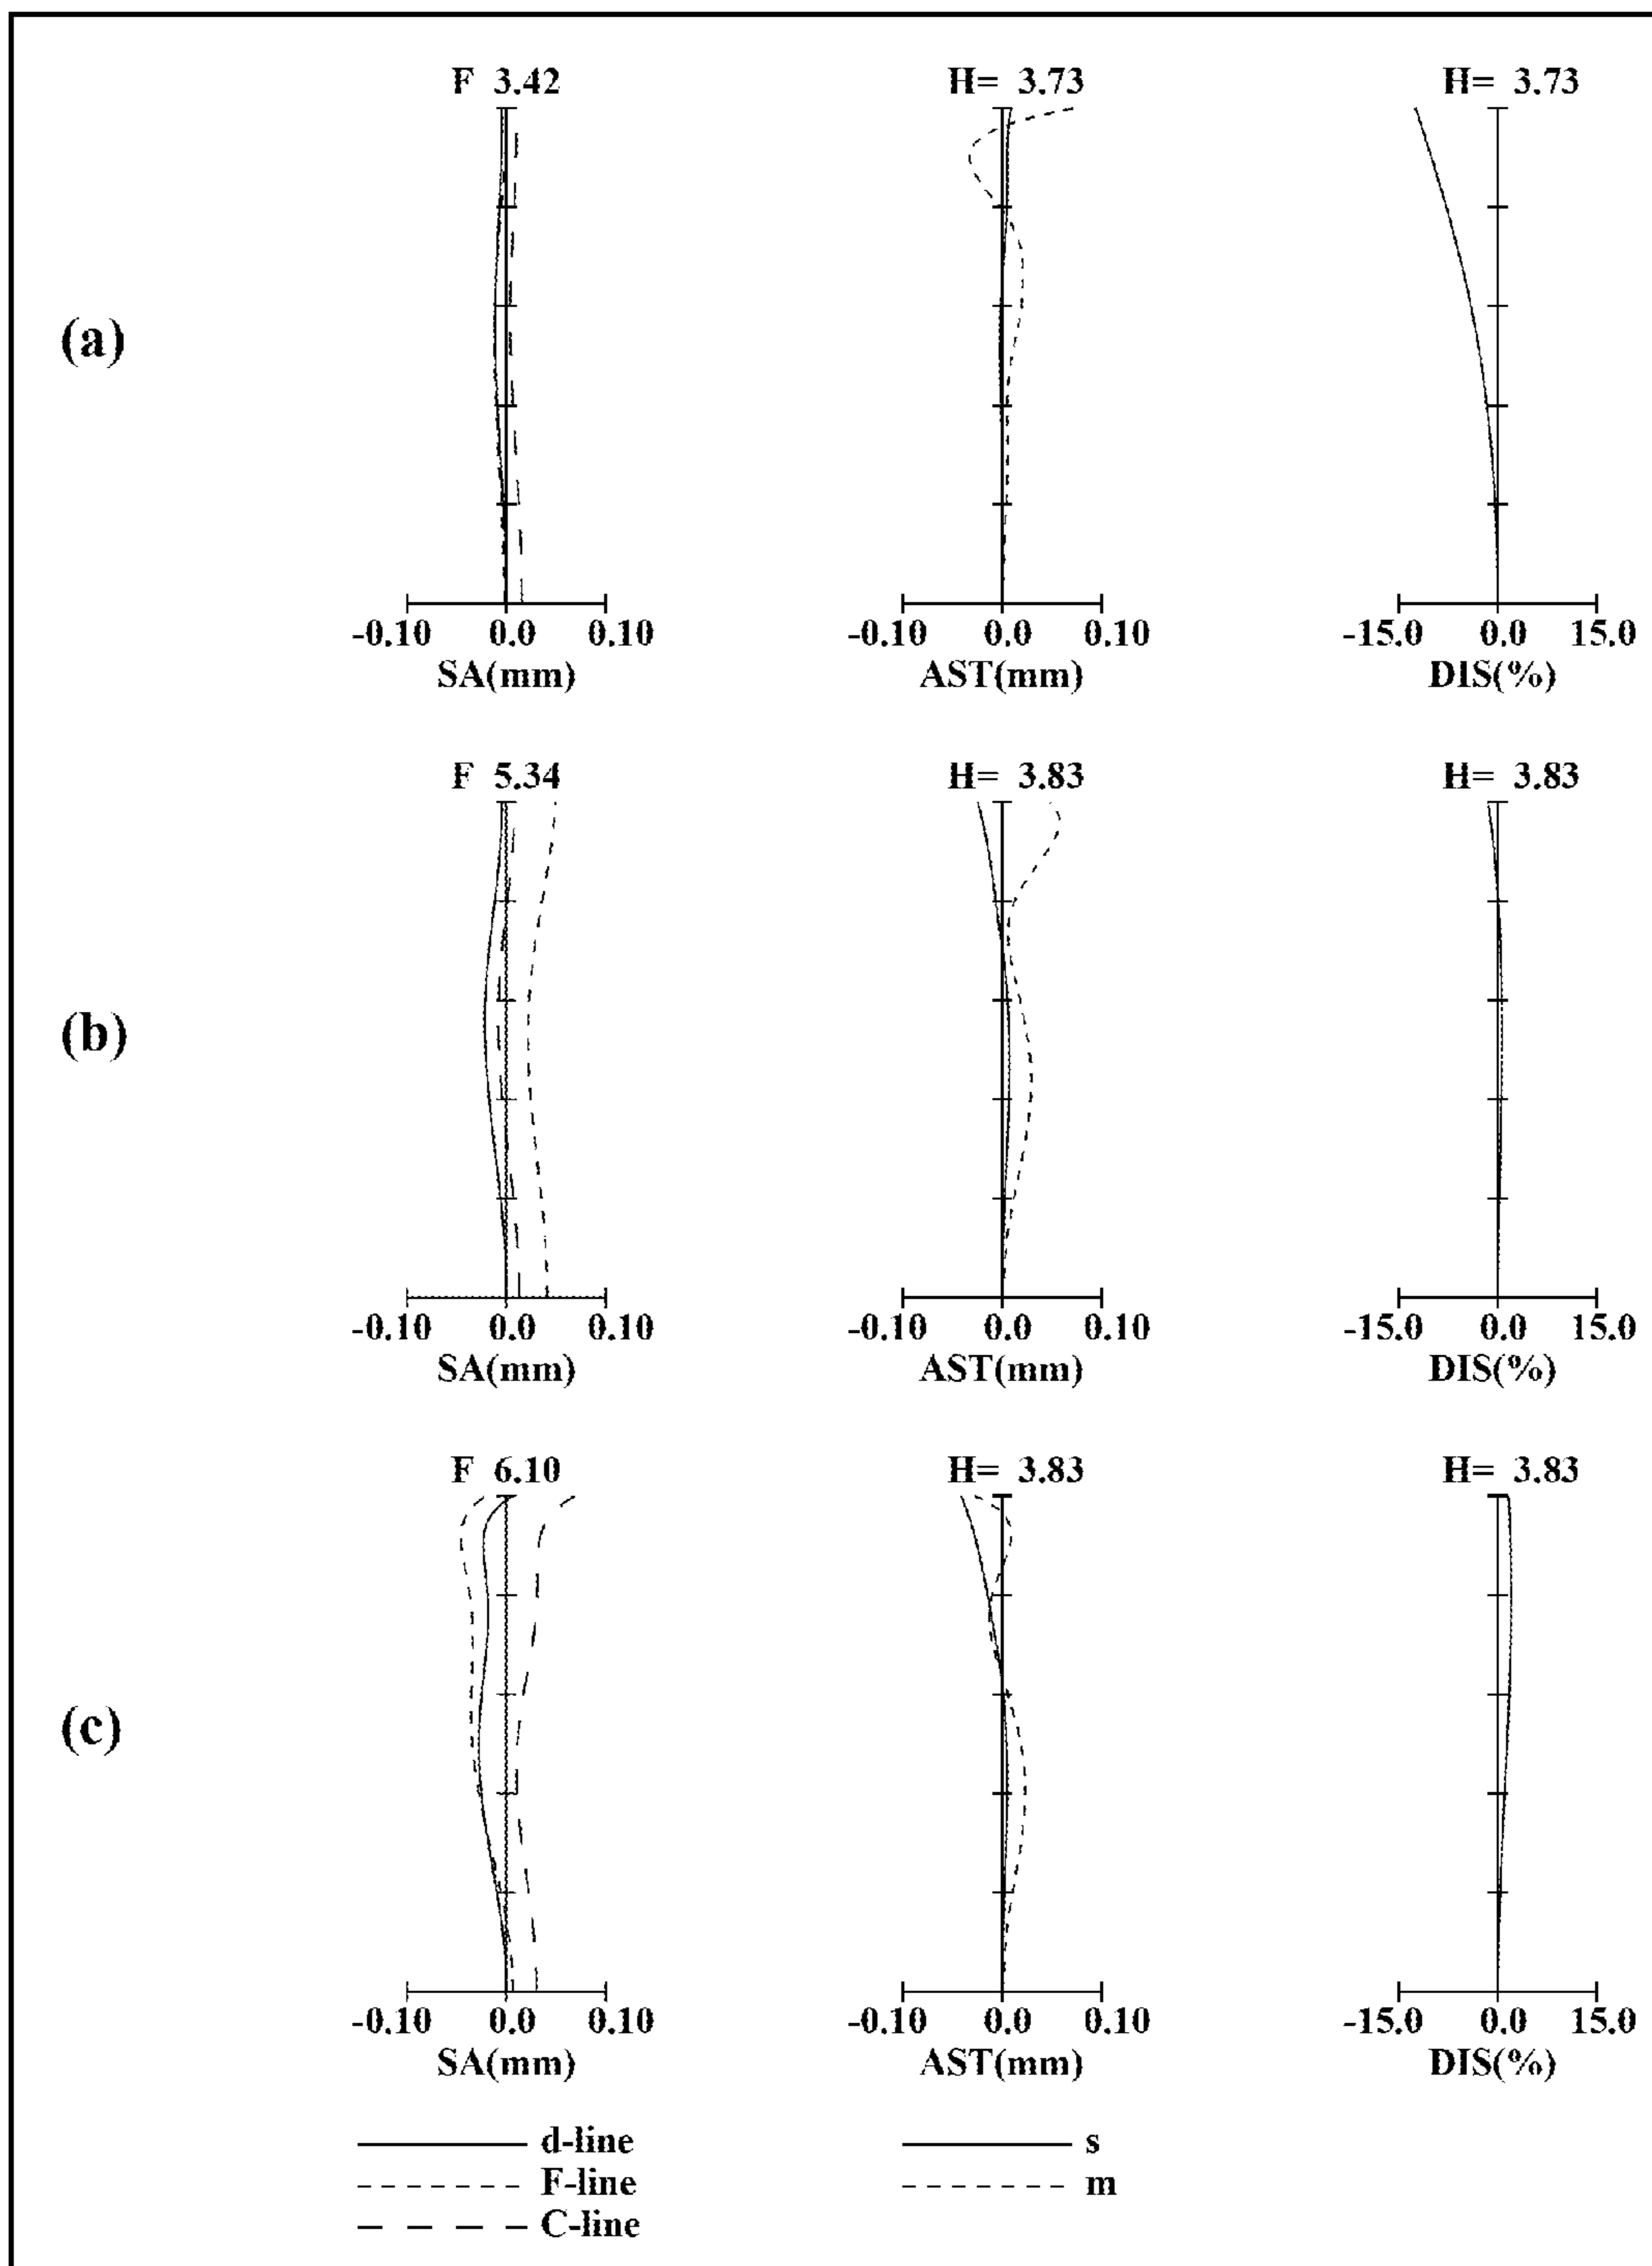 F 3.42 H= 3.73 H= 3.73
(a)
-0.10 0.0 0.10 -0.10 0.0 0.10 -15.0 0.0 15.0
SA(mm) AST(mm) DIS(%)
F 5.34 H= 3.83 H= 3.83
(b)
-0.10 0.0 0.10 -0.10 0.0 0.10 -15.0 0.0 15.0
SA(mm) AST(mm) DIS(%)
F 6.10 H= 3.83 H= 3.83
(c)
-0.10 0.0 0.10 -0.10 0.0 0.10 -15.0 0.0 15.0
SA(mm) AST(mm) DIS(%)
d-line s
F-line m
C-line